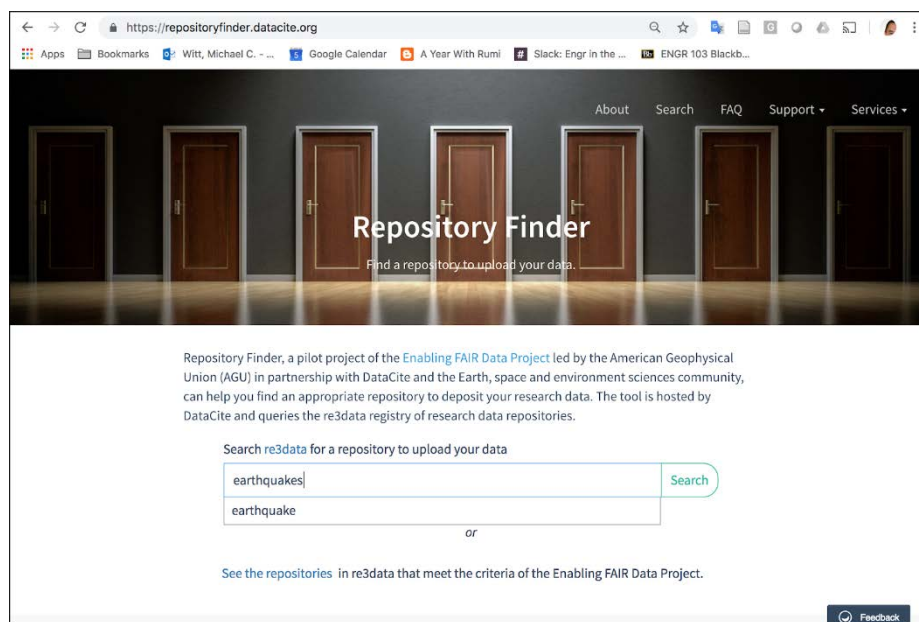 https://repositoryfinder.datacite.org
Apps Bookmarks Witt, Michael C. - ... Google Calendar A Year With Rumi Slack: Engr in the ... ENGR 103 Blackb...
About Search FAQ Support Services
Repository Finder
Find a repository to upload your data.
Repository Finder, a pilot project of the Enabling FAIR Data Project led by the American Geophysical
Union (AGU) in partnership with DataCite and the Earth, space and environment sciences community,
can help you find an appropriate repository to deposit your research data. The tool is hosted by
DataCite and queries the re3data registry of research data repositories.
Search re3data for a repository to upload your data
earthquakes Search
earthquake
or
See the repositories in re3data that meet the criteria of the Enabling FAIR Data Project.
Feedback